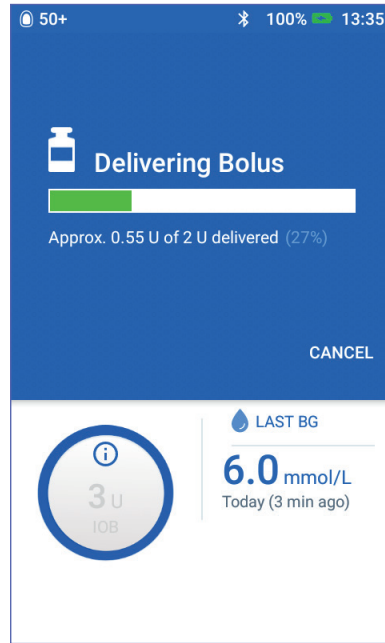 50+ 100% 13:35
Delivering Bolus
Approx. 0.55 U of 2 U delivered (27%)
CANCEL
LAST BG
6.0 mmol/L
Today (3 min ago)
i
3 U
IOB